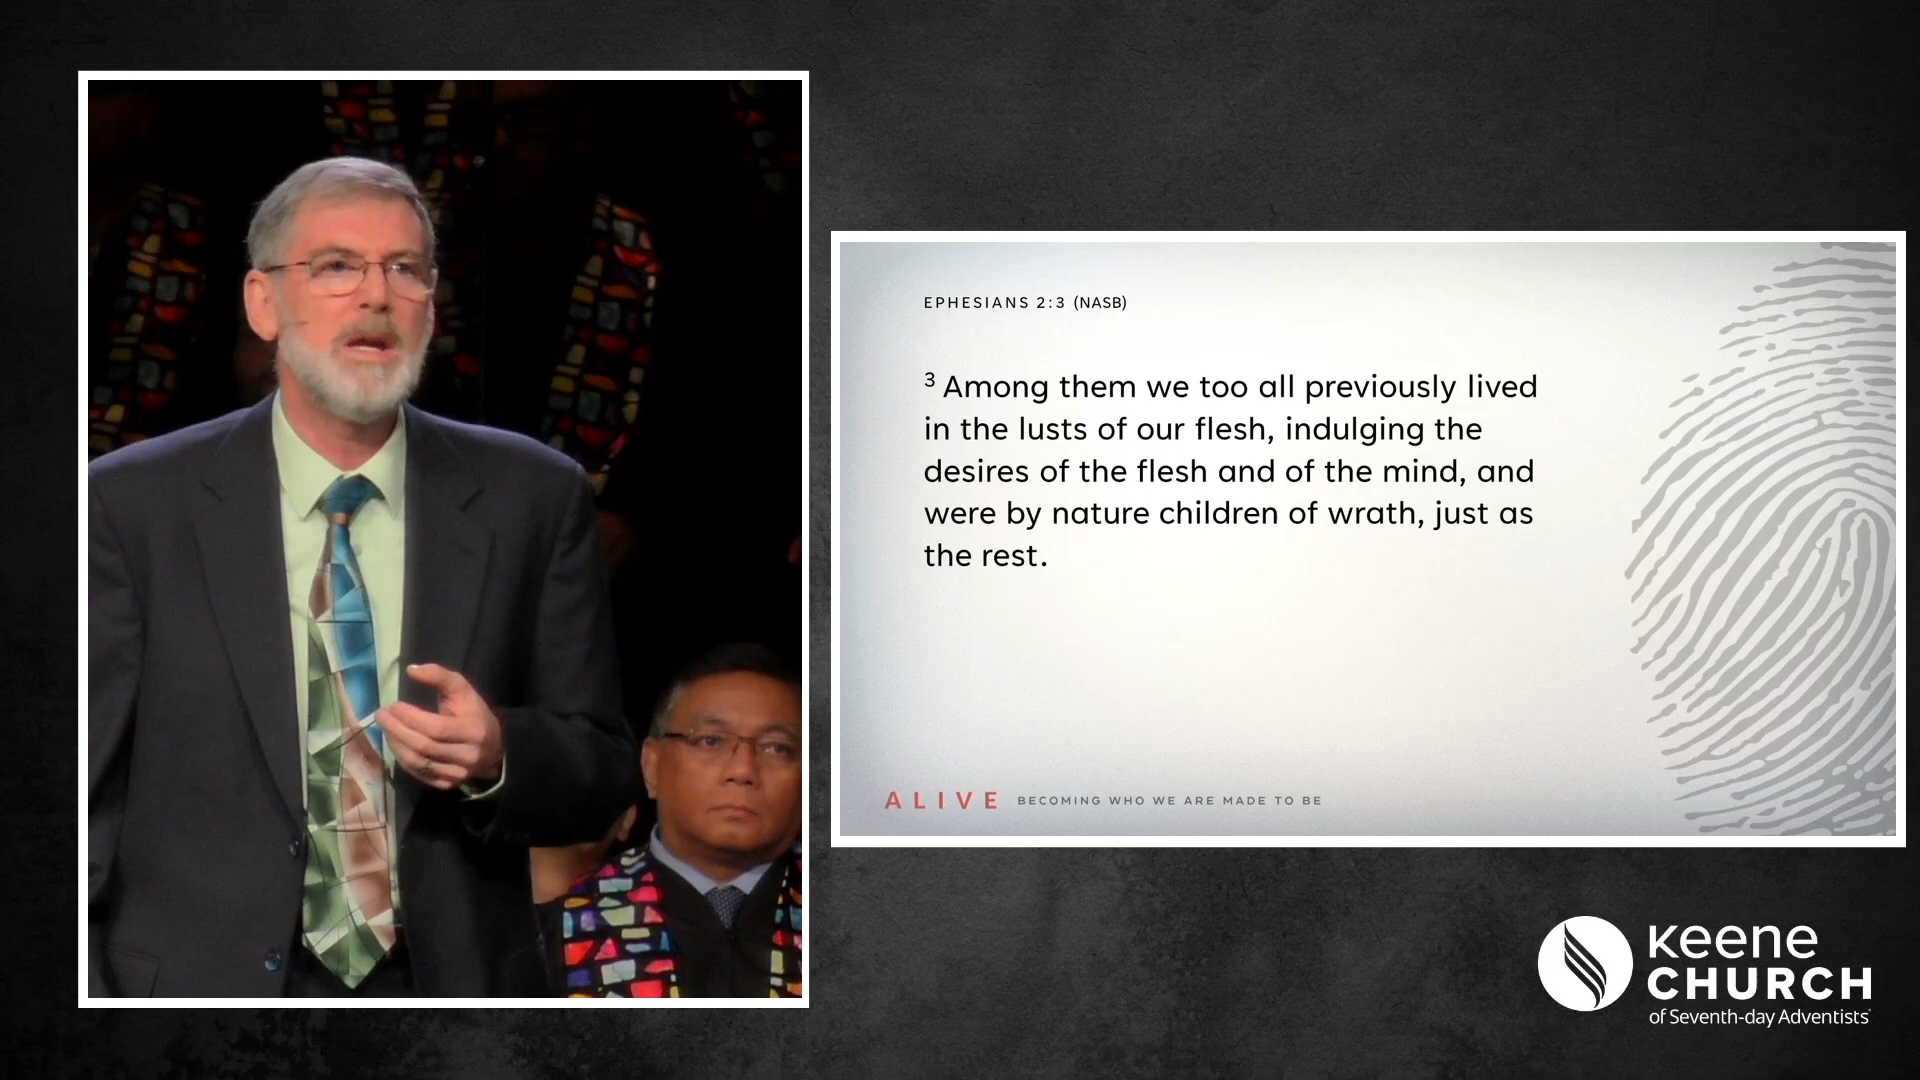 EPHESIANS 2:3 (NASB)
3 Among them we too all previously lived
in the lusts of our flesh, indulging the
desires of the flesh and of the mind, and
were by nature children of wrath, just as
the rest.
ALIVE BECOMING WHO WE ARE MADE TO BE
Keene
CHURCH
of Seventh-day Adventists